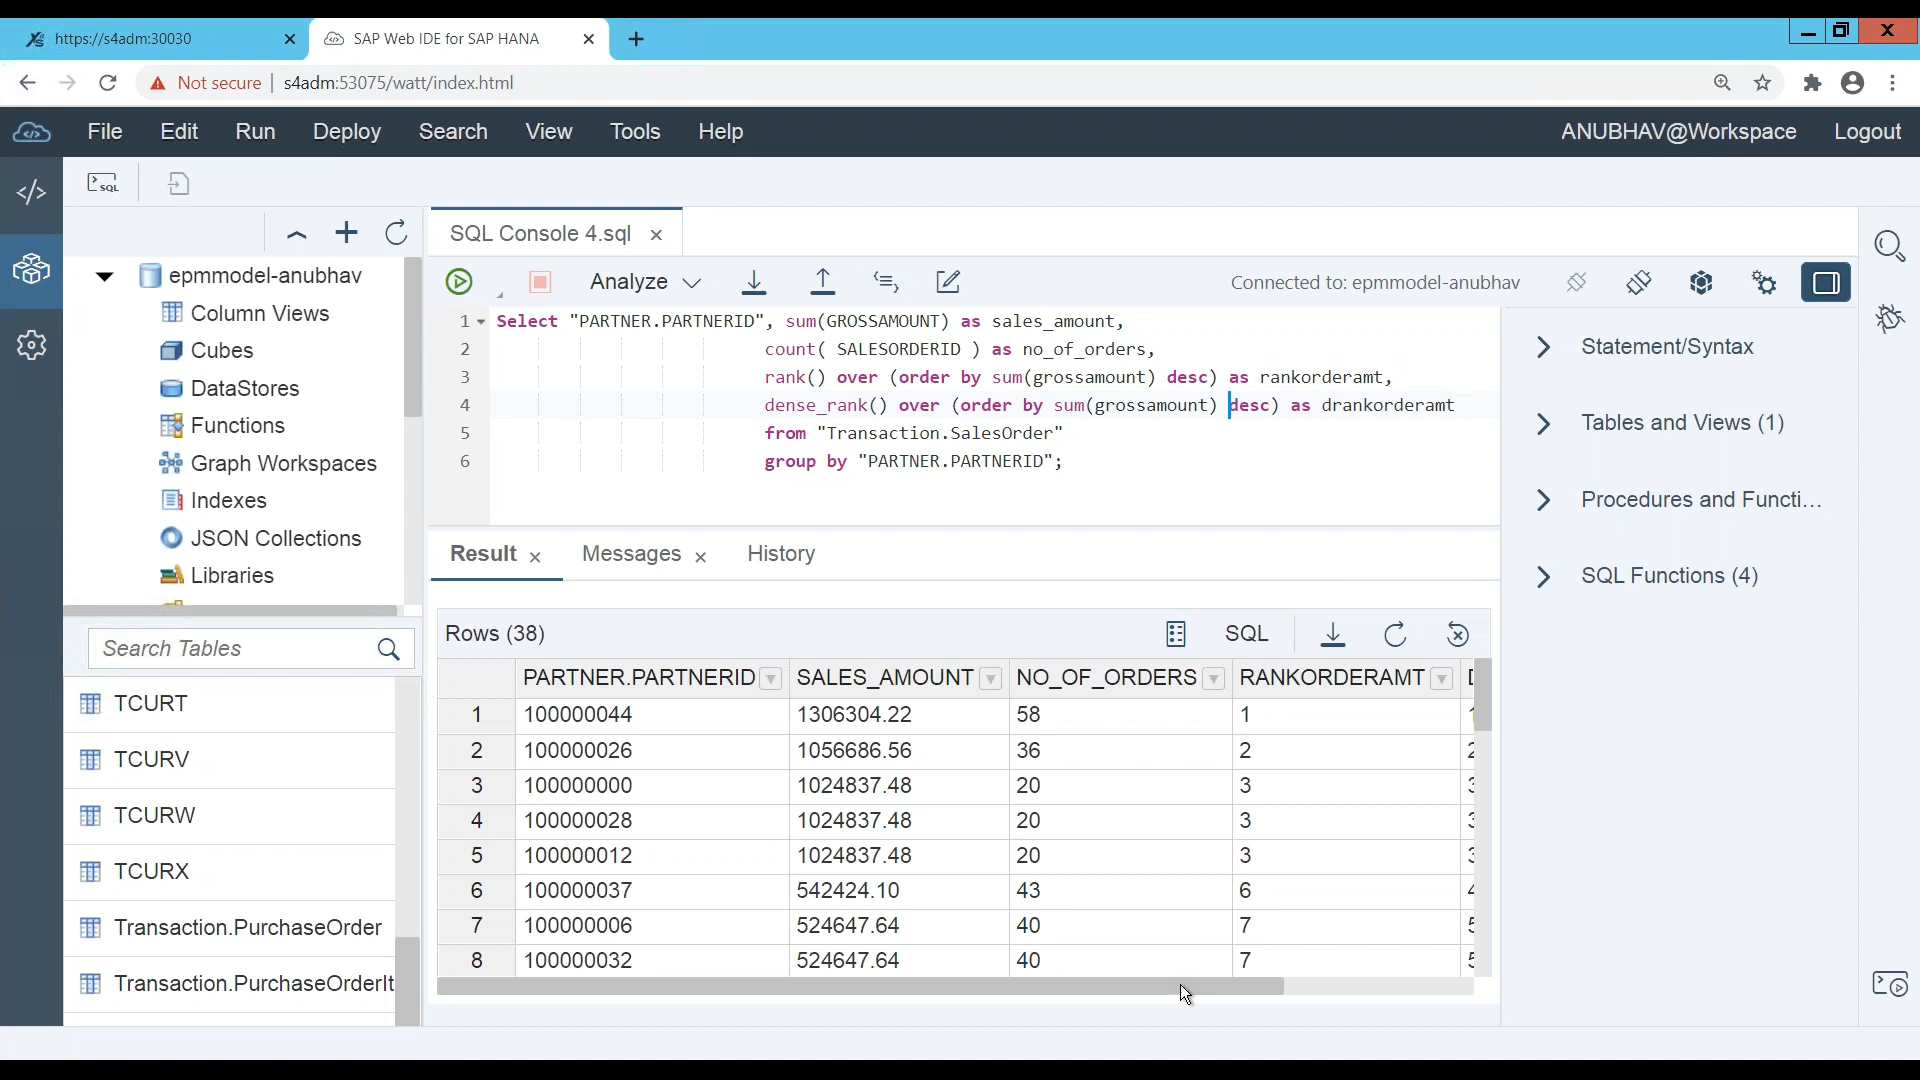 https://s4adm:30030
SAP Web IDE for SAP HANA
Not secure | s4adm:53075/watt/index.html
File Edit Run Deploy Search View Tools Help ANUBHAV@Workspace Logout
SQL
SQL Console 4.sql
epmmodel-anubhav
Column Views
Cubes
DataStores
Functions
Graph Workspaces
Indexes
JSON Collections
Libraries
Search Tables
TCURT
TCURV
TCURW
TCURX
Transaction.PurchaseOrder
Transaction.PurchaseOrderIt
Analyze
Connected to: epmmodel-anubhav
1 Select "PARTNER.PARTNERID", sum(GROSSAMOUNT) as sales_amount,
2 count( SALESORDERID ) as no_of_orders,
3 rank() over (order by sum(grossamount) desc) as rankorderamt,
4 dense_rank() over (order by sum(grossamount) desc) as drankorderamt
5 from "Transaction.SalesOrder"
6 group by "PARTNER.PARTNERID";
Result Messages History
Rows (38) SQL
PARTNER.PARTNERID SALES_AMOUNT NO_OF_ORDERS RANKORDERAMT
1 100000044 1306304.22 58 1
2 100000026 1056686.56 36 2
3 100000000 1024837.48 20 3
4 100000028 1024837.48 20 3
5 100000012 1024837.48 20 3
6 100000037 542424.10 43 6
7 100000006 524647.64 40 7
8 100000032 524647.64 40 7
Statement/Syntax
Tables and Views (1)
Procedures and Functi...
SQL Functions (4)